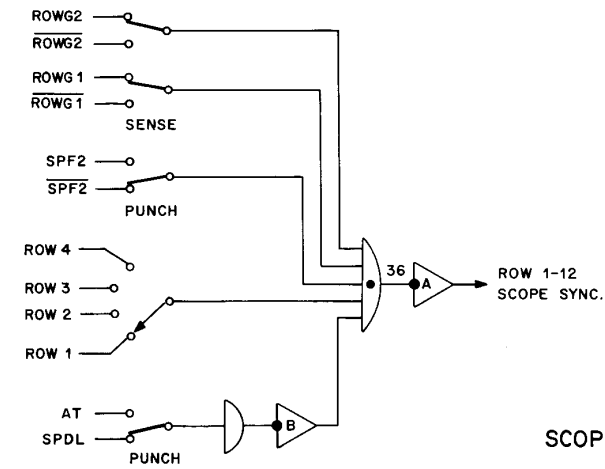 ROWG2
ROWG2
ROWG1
ROWG1
SENSE
SPF2
SPF2
PUNCH
ROW 4
ROW 3
ROW 2
ROW 1
36
A
ROW 1-12
SCOPE SYNC.
AT
SPDL
B
PUNCH
SCOP